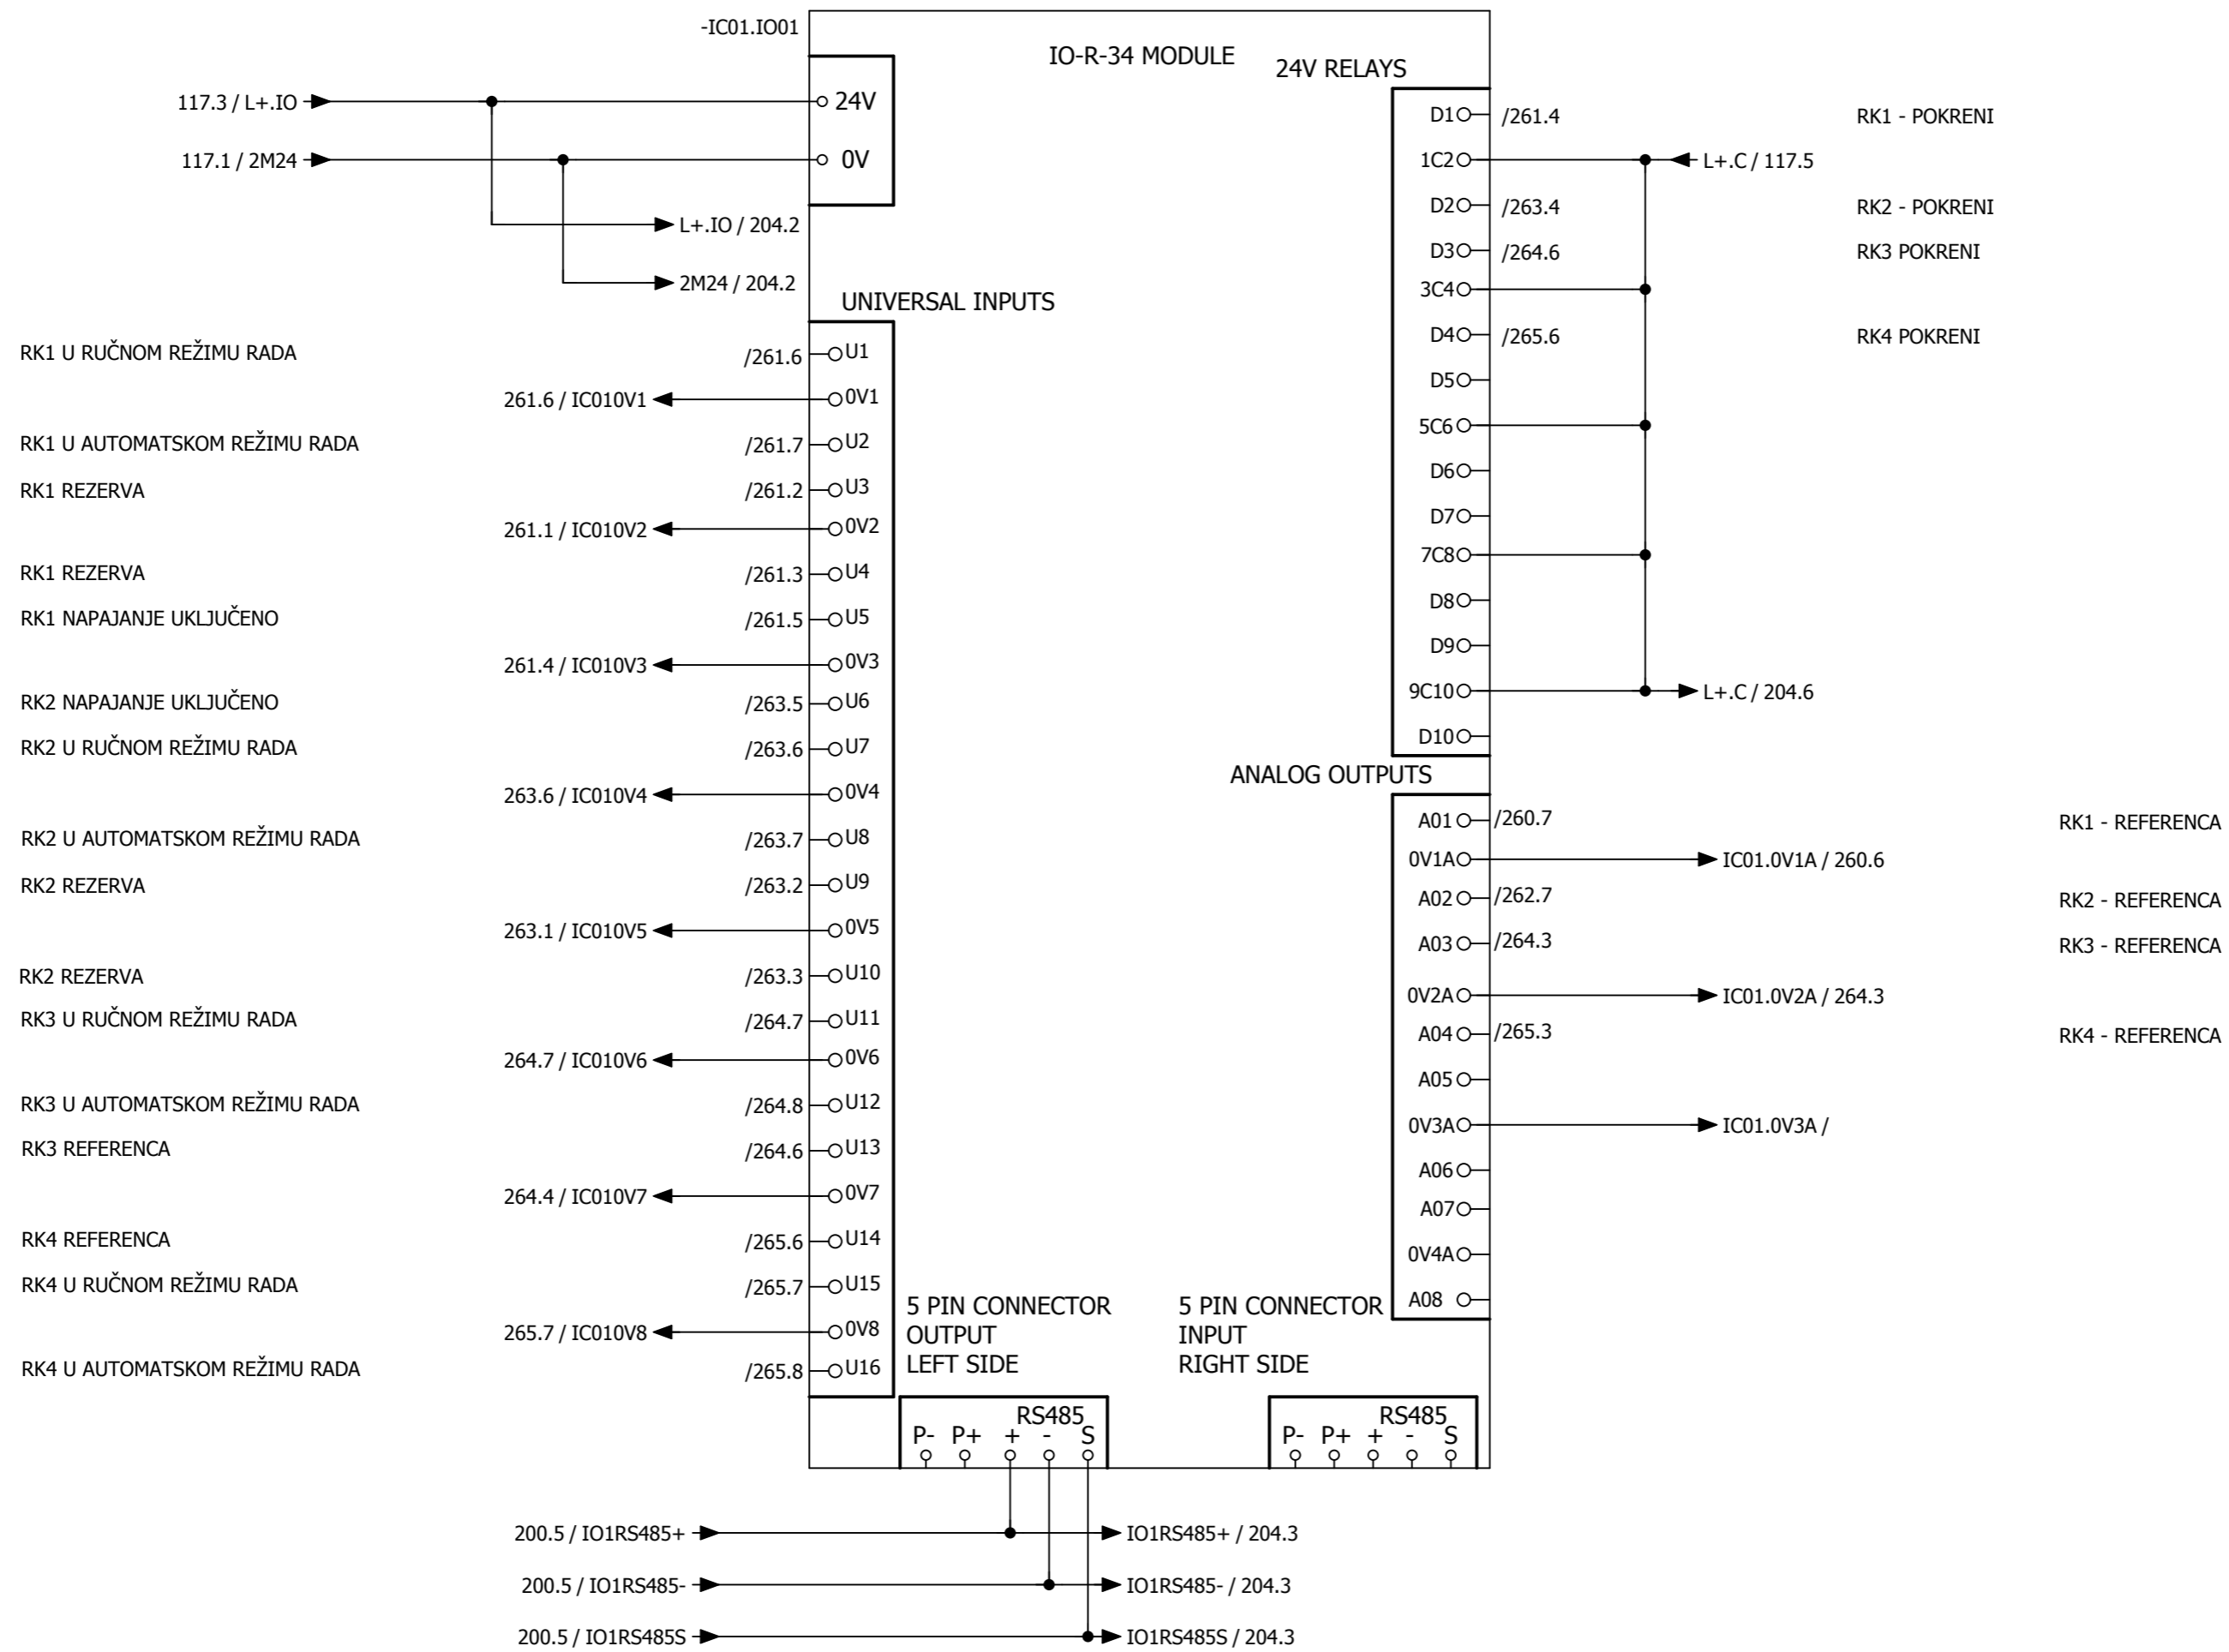 -IC01.IO01
IO-R-34 MODULE
24V RELAYS
117.3 / L+.IO
24V
117.1 / 2M24
0V
L+.IO / 204.2
2M24 / 204.2
D1 /261.4 RK1 - POKRENI
1C2 L+.C / 117.5
D2 /263.4 RK2 - POKRENI
D3 /264.6 RK3 POKRENI
3C4
D4 /265.6 RK4 POKRENI
D5
5C6
D6
D7
7C8
D8
D9
9C10 L+.C / 204.6
D10
UNIVERSAL INPUTS
RK1 U RUČNOM REŽIMU RADA /261.6 U1
261.6 / IC010V1 0V1
RK1 U AUTOMATSKOM REŽIMU RADA /261.7 U2
RK1 REZERVA /261.2 U3
261.1 / IC010V2 0V2
RK1 REZERVA /261.3 U4
RK1 NAPAJANJE UKLJUČENO /261.5 U5
261.4 / IC010V3 0V3
RK2 NAPAJANJE UKLJUČENO /263.5 U6
RK2 U RUČNOM REŽIMU RADA /263.6 U7
263.6 / IC010V4 0V4
RK2 U AUTOMATSKOM REŽIMU RADA /263.7 U8
RK2 REZERVA /263.2 U9
263.1 / IC010V5 0V5
RK2 REZERVA /263.3 U10
RK3 U RUČNOM REŽIMU RADA /264.7 U11
264.7 / IC010V6 0V6
RK3 U AUTOMATSKOM REŽIMU RADA /264.8 U12
RK3 REFERENCA /264.6 U13
264.4 / IC010V7 0V7
RK4 REFERENCA /265.6 U14
RK4 U RUČNOM REŽIMU RADA /265.7 U15
265.7 / IC010V8 0V8
RK4 U AUTOMATSKOM REŽIMU RADA /265.8 U16
ANALOG OUTPUTS
A01 /260.7 RK1 - REFERENCA
0V1A IC01.0V1A / 260.6
A02 /262.7 RK2 - REFERENCA
A03 /264.3 RK3 - REFERENCA
0V2A IC01.0V2A / 264.3
A04 /265.3 RK4 - REFERENCA
A05
0V3A IC01.0V3A /
A06
A07
0V4A
A08
5 PIN CONNECTOR
OUTPUT
LEFT SIDE
5 PIN CONNECTOR
INPUT
RIGHT SIDE
RS485
P- P+ + - S
RS485
P- P+ + - S
200.5 / IO1RS485+ IO1RS485+ / 204.3
200.5 / IO1RS485- IO1RS485- / 204.3
200.5 / IO1RS485S IO1RS485S / 204.3